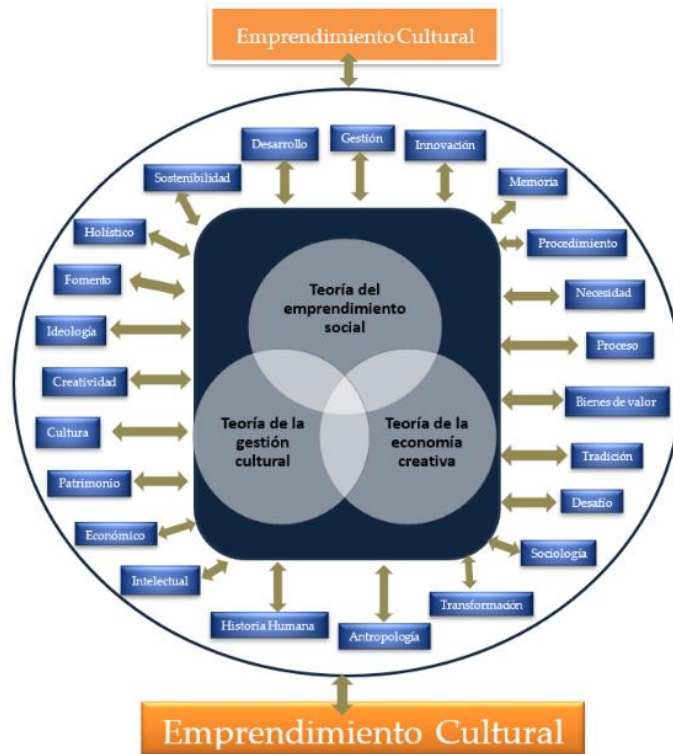 Emprendimiento Cultural
Desarrollo
Gestión
Innovación
Sostenibilidad
Memoria
Holístico
Procedimiento
Fomento
Necesidad
Ideología
Proceso
Creatividad
Bienes de valor
Cultura
Tradición
Patrimonio
Desafío
Económico
Sociología
Intelectual
Transformación
Historia Humana
Antropología
Teoría del
emprendimiento
social
Teoría de la
gestión
cultural
Teoría de la
economía
creativa
Emprendimiento Cultural